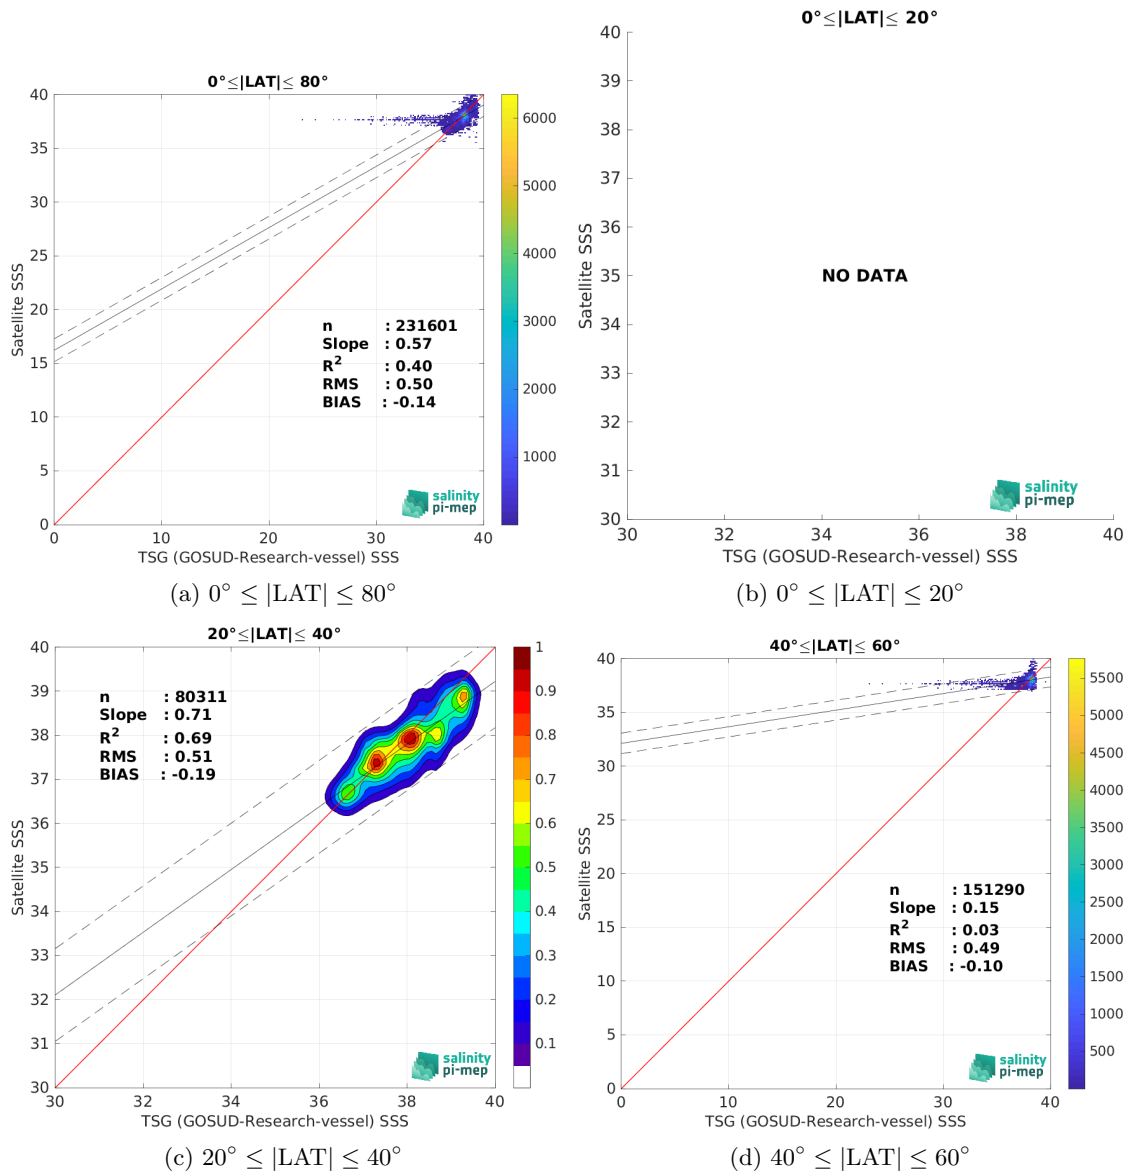 0°≤|LAT|≤ 80°
40
35
30
25
20
15
10
5
0
Satellite SSS
n : 231601
Slope : 0.57
R² : 0.40
RMS : 0.50
BIAS : -0.14
salinity
pi-mep
0 10 20 30 40
TSG (GOSUD-Research-vessel) SSS
6000
5000
4000
3000
2000
1000
(a) 0° ≤ |LAT| ≤ 80°
0°≤|LAT|≤ 20°
40
39
38
37
36
35
34
33
32
31
30
Satellite SSS
NO DATA
salinity
pi-mep
30 32 34 36 38 40
TSG (GOSUD-Research-vessel) SSS
(b) 0° ≤ |LAT| ≤ 20°
20°≤|LAT|≤ 40°
40
39
38
37
36
35
34
33
32
31
30
Satellite SSS
n : 80311
Slope : 0.71
R² : 0.69
RMS : 0.51
BIAS : -0.19
salinity
pi-mep
30 32 34 36 38 40
TSG (GOSUD-Research-vessel) SSS
1
0.9
0.8
0.7
0.6
0.5
0.4
0.3
0.2
0.1
(c) 20° ≤ |LAT| ≤ 40°
40°≤|LAT|≤ 60°
40
35
30
25
20
15
10
5
0
Satellite SSS
n : 151290
Slope : 0.15
R² : 0.03
RMS : 0.49
BIAS : -0.10
salinity
pi-mep
0 10 20 30 40
TSG (GOSUD-Research-vessel) SSS
5500
5000
4500
4000
3500
3000
2500
2000
1500
1000
500
(d) 40° ≤ |LAT| ≤ 60°